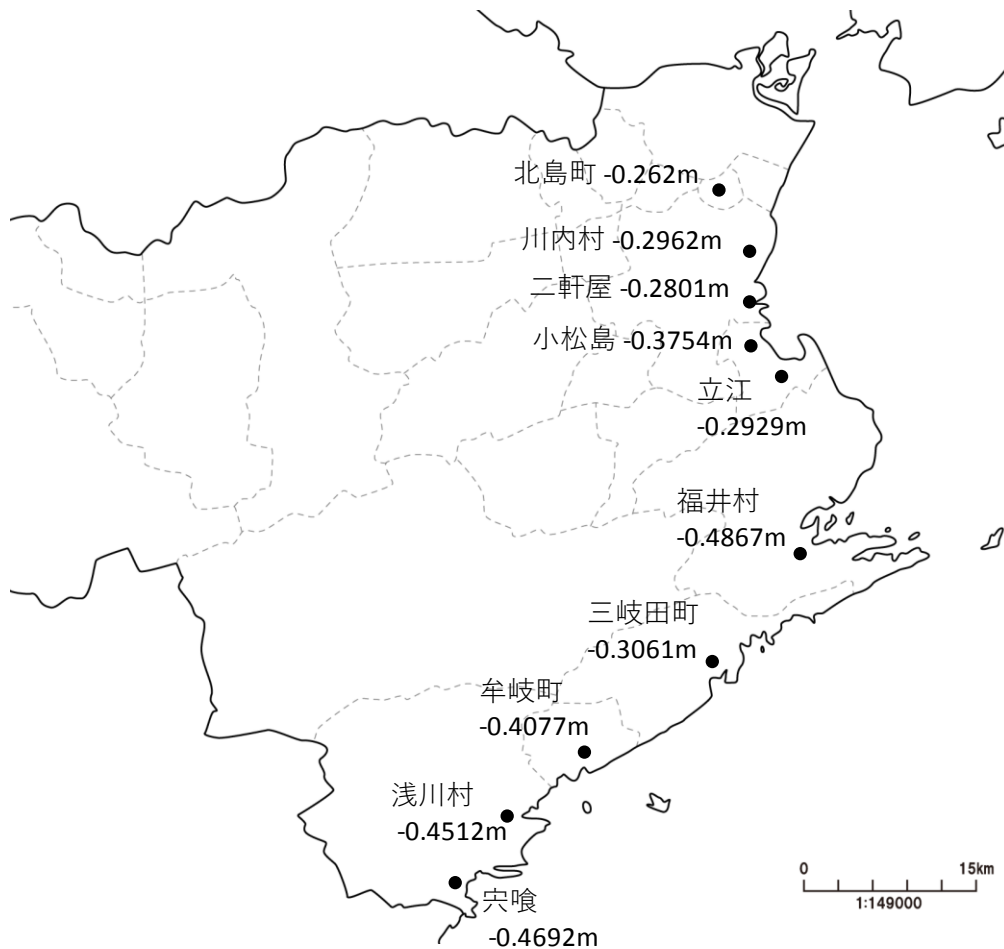 北島町 -0.262m
川内村 -0.2962m
二軒屋 -0.2801m
小松島 -0.3754m
立江
-0.2929m
福井村
-0.4867m
三岐田町
-0.3061m
牟岐町
-0.4077m
浅川村
-0.4512m
宍喰
-0.4692m
0 15km
1:149000